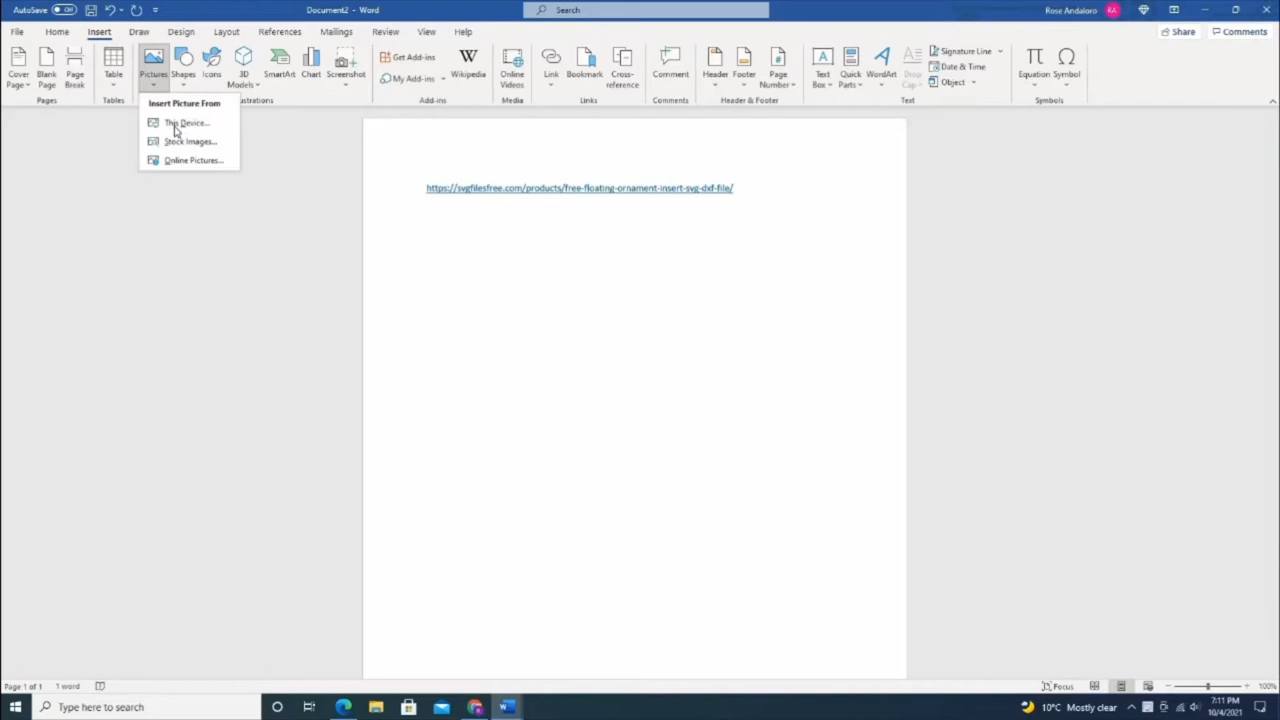 AutoSave Off Document2 - Word Search Rose Andaloro RA
File Home Insert Draw Design Layout References Mailings Review View Help Share Comments
Cover Page Blank Page Page Break Table Pictures Shapes Icons 3D Models SmartArt Chart Screenshot Get Add-ins My Add-ins Wikipedia Online Videos Link Bookmark Cross-reference Comment Header Footer Page Number Text Box Quick Parts WordArt Drop Cap Signature Line Date & Time Object Equation Symbol
Pages Tables ustrations Add-ins Media Links Comments Header & Footer Text Symbols
Insert Picture From
This Device...
Stock Images...
Online Pictures...
https://svgfilesfree.com/products/free-floating-ornament-insert-svg-dxf-file/
Page 1 of 1 1 word Focus 100%
Type here to search 10°C Mostly clear 7:11 PM
10/4/2021